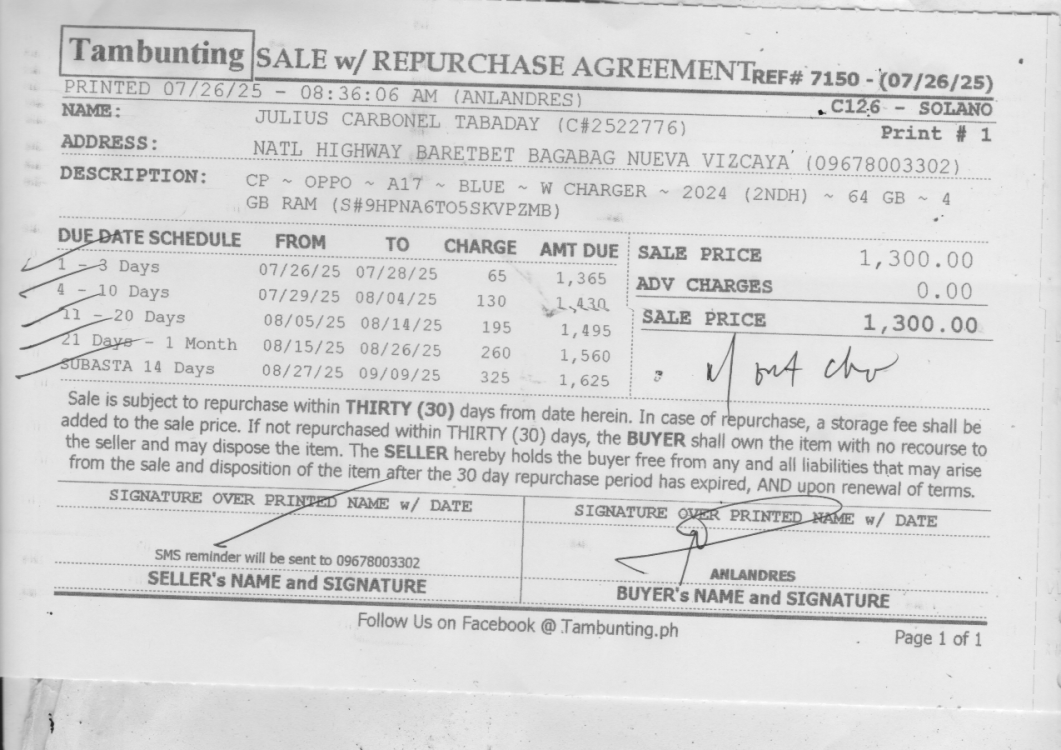 Tambunting SALE w/ REPURCHASE AGREEMENT REF# 7150 - (07/26/25)
PRINTED 07/26/25 - 08:36:06 AM (ANLANDRES) C126 - SOLANO
NAME: JULIUS CARBONEL TABADAY (C#2522776) Print # 1
ADDRESS: NATL HIGHWAY BARETBET BAGABAG NUEVA VIZCAYA (09678003302)
DESCRIPTION: CP ~ OPPO ~ A17 ~ BLUE ~ W CHARGER ~ 2024 (2NDH) ~ 64 GB ~ 4
GB RAM (S#9HPNA6TO5SKVPZMB)
DUE DATE SCHEDULE FROM TO CHARGE AMT DUE
1 - 3 Days 07/26/25 07/28/25 65 1,365
4 - 10 Days 07/29/25 08/04/25 130 1,430
11 - 20 Days 08/05/25 08/14/25 195 1,495
21 Days - 1 Month 08/15/25 08/26/25 260 1,560
SUBASTA 14 Days 08/27/25 09/09/25 325 1,625
SALE PRICE 1,300.00
ADV CHARGES 0.00
SALE PRICE 1,300.00
Sale is subject to repurchase within THIRTY (30) days from date herein. In case of repurchase, a storage fee shall be
added to the sale price. If not repurchased within THIRTY (30) days, the BUYER shall own the item with no recourse to
the seller and may dispose the item. The SELLER hereby holds the buyer free from any and all liabilities that may arise
from the sale and disposition of the item after the 30 day repurchase period has expired, AND upon renewal of terms.
SIGNATURE OVER PRINTED NAME w/ DATE
SMS reminder will be sent to 09678003302
SELLER's NAME and SIGNATURE
SIGNATURE OVER PRINTED NAME w/ DATE
ANLANDRES
BUYER's NAME and SIGNATURE
Follow Us on Facebook @ Tambunting.ph
Page 1 of 1